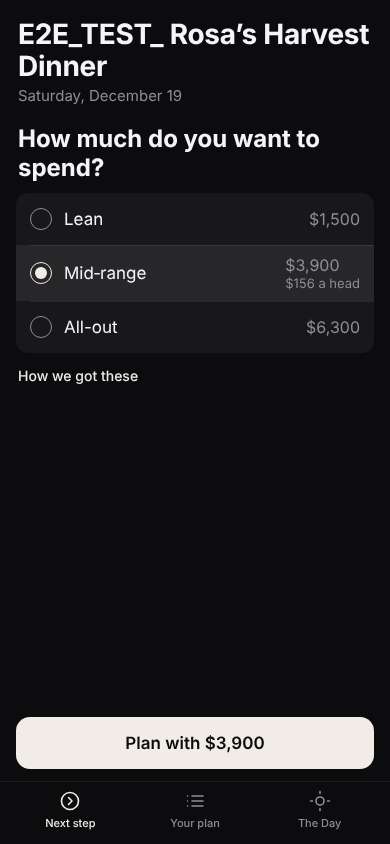 E2E_TEST_ Rosa’s Harvest
Dinner
Saturday, December 19
How much do you want to
spend?
Lean
$1,500
Mid-range
$3,900
$156 a head
All-out
$6,300
How we got these
Plan with $3,900
Next step
Your plan
The Day